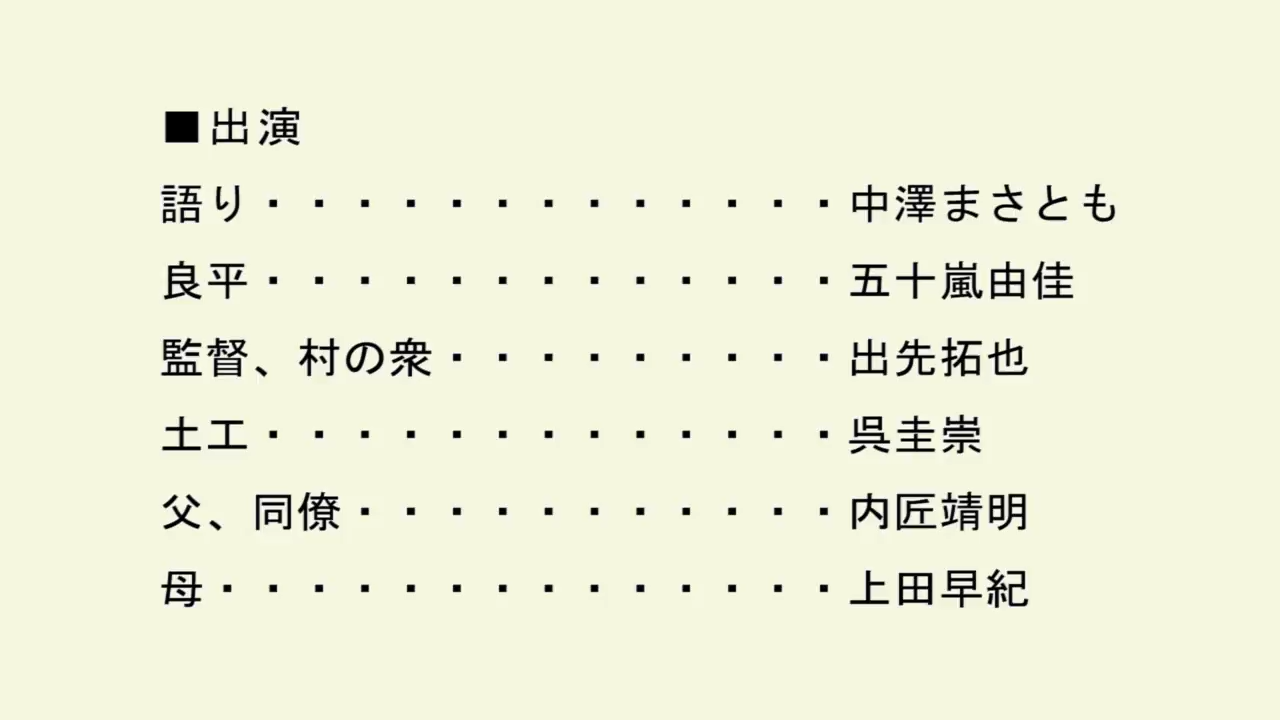 ■出演
語り・・・・・・・・・・・・・中澤まさとも
良平・・・・・・・・・・・・・五十嵐由佳
監督、村の衆・・・・・・・・・出先拓也
土工・・・・・・・・・・・・・呉圭崇
父、同僚・・・・・・・・・・・内匠靖明
母・・・・・・・・・・・・・・上田早紀